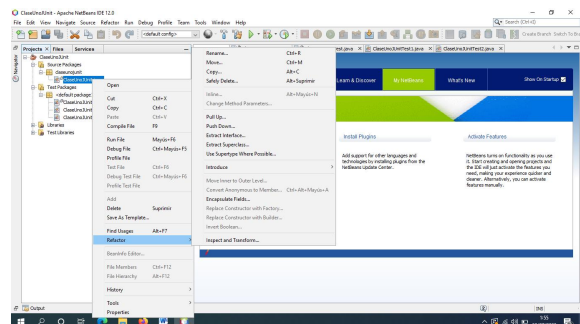 ClaseUnoJUnit - Apache NetBeans IDE 12.0
File Edit View Navigate Source Refactor Run Debug Profile Team Tools Window Help
Search (Ctrl+I)
<default config>
Projects × Files Services
ClaseUnoJUnit
Source Packages
claseunojunit
Test Packages
<default package>
Libraries
Test Libraries
Navigator
Open
Cut Ctrl+X
Copy Ctrl+C
Paste Ctrl+V
Compile File F9
Run File Mayús+F6
Debug File Ctrl+Mayús+F5
Profile File
Test File Ctrl+F6
Debug Test File Ctrl+Mayús+F6
Profile Test File
Add
Delete Suprimir
Save As Template...
Find Usages Alt+F7
Refactor
BeanInfo Editor...
File Members Ctrl+F12
File Hierarchy Alt+F12
History
Tools
Properties
Rename... Ctrl+R
Move... Ctrl+M
Copy... Alt+C
Safely Delete... Alt+Suprimir
Inline... Alt+Mayús+N
Change Method Parameters...
Pull Up...
Push Down...
Extract Interface...
Extract Superclass...
Use Supertype Where Possible...
Introduce
Move Inner to Outer Level...
Convert Anonymous to Member... Ctrl+Alt+Mayús+A
Encapsulate Fields...
Replace Constructor with Factory...
Replace Constructor with Builder...
Invert Boolean...
Inspect and Transform...
ClaseUnoJUnitTest1.java × ClaseUnoJUnitTest2.java ×
Learn & Discover My NetBeans What's New Show On Startup
Install Plugins
Add support for other languages and
technologies by installing plugins from the
NetBeans Update Center.
Activate Features
NetBeans turns on functionality as you use
it. Start creating and opening projects and
the IDE will just activate the features you
need, making your experience quicker and
cleaner. Alternatively, you can activate
features manually.
Output
INS
9:55